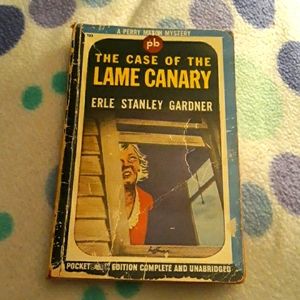 A PERRY MASON MYSTERY
pb
THE CASE OF THE
LAME CANARY
ERLE STANLEY GARDNER
POCKET EDITION COMPLETE AND UNABRIDGED